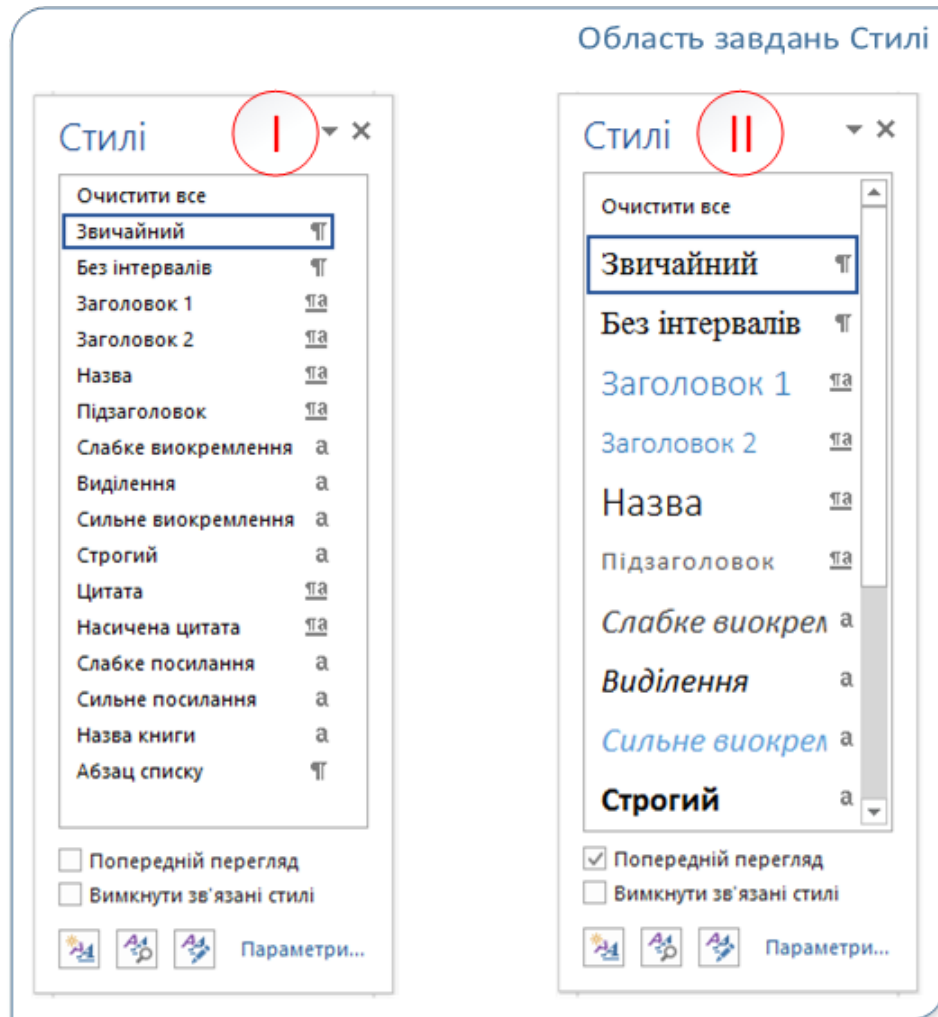 Область завдань Стилі
Стилі
I
Очистити все
Звичайний ¶
Без інтервалів ¶
Заголовок 1 ¶a
Заголовок 2 ¶a
Назва ¶a
Підзаголовок ¶a
Слабке виокремлення a
Виділення a
Сильне виокремлення a
Строгий a
Цитата ¶a
Насичена цитата ¶a
Слабке посилання a
Сильне посилання a
Назва книги a
Абзац списку ¶
Попередній перегляд
Вимкнути зв'язані стилі
Параметри...
Стилі
II
Очистити все
Звичайний ¶
Без інтервалів ¶
Заголовок 1 ¶a
Заголовок 2 ¶a
Назва ¶a
Підзаголовок ¶a
Слабке виокрел a
Виділення a
Сильне виокрел a
Строгий a
Попередній перегляд
Вимкнути зв'язані стилі
Параметри...